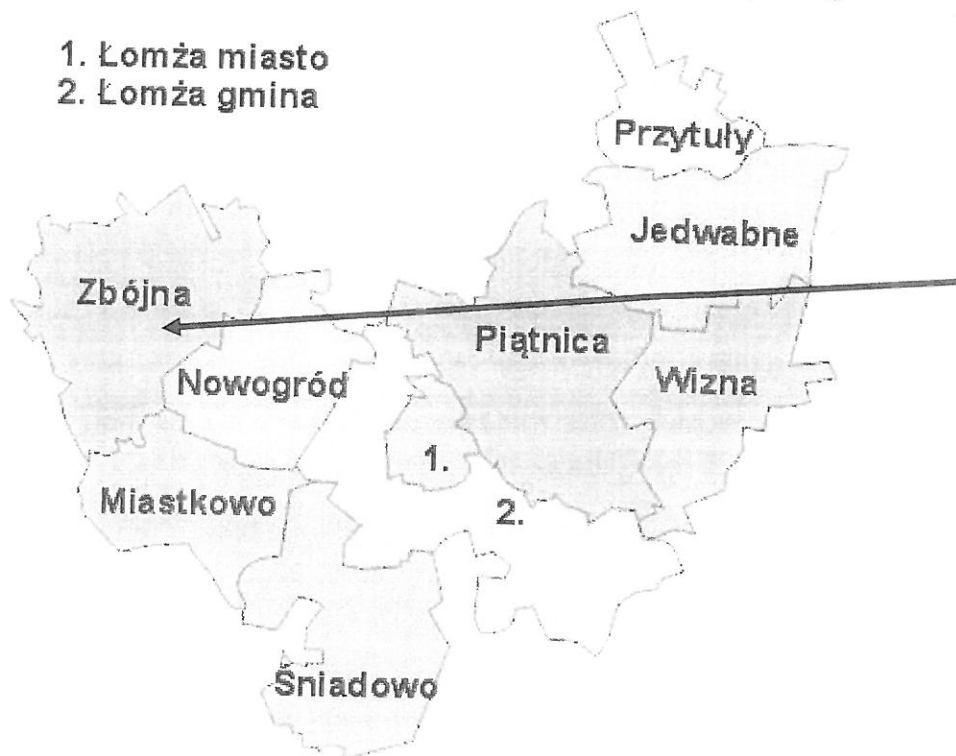 1. Łomża miasto
2. Łomża gmina
Przytuły
Jedwabne
Zbójna
Piątnica
Nowogród
Wizna
1.
Miastkowo
2.
Śniadowo